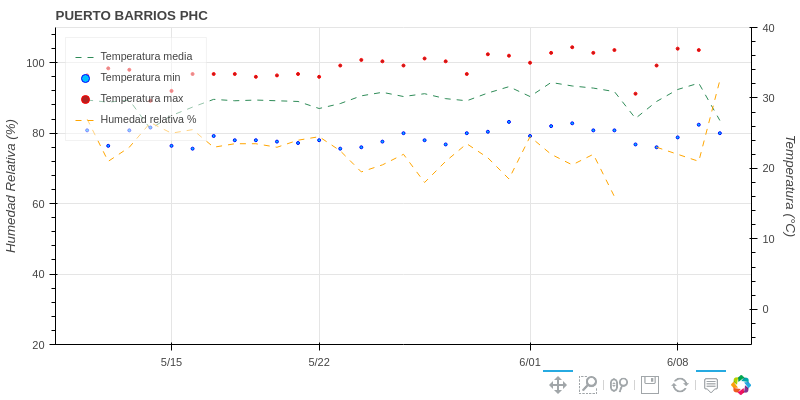 PUERTO BARRIOS PHC
Temperatura media
Temperatura min
Temperatura max
Humedad relativa %
Humedad Relativa (%)
100
80
60
40
20
Temperatura (°C)
40
30
20
10
0
5/15
5/22
6/01
6/08